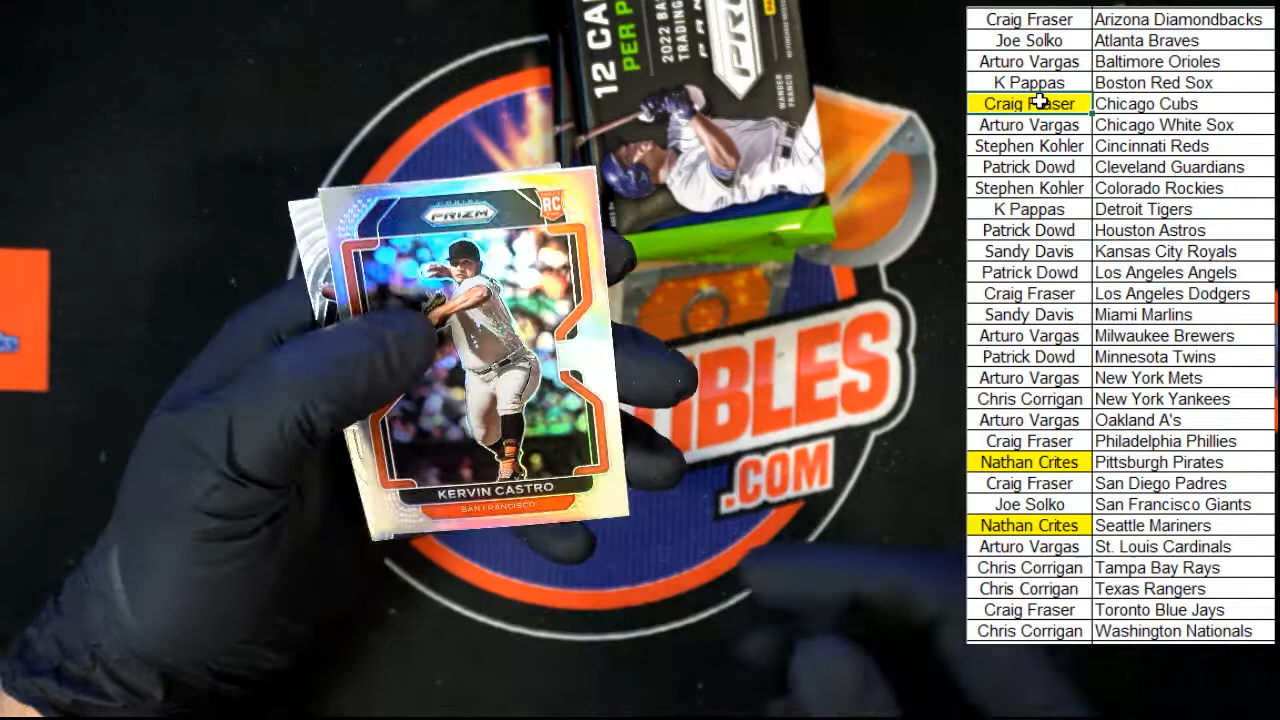 12 CA
PER P
2022 BA
TRADING
PAN
PR
WANDER
FRANCO
PANINI
PRIZM
RC
KERVIN CASTRO
SAN FRANCISCO
IBLES
.COM
Craig Fraser Arizona Diamondbacks
Joe Solko Atlanta Braves
Arturo Vargas Baltimore Orioles
K Pappas Boston Red Sox
Craig Fraser Chicago Cubs
Arturo Vargas Chicago White Sox
Stephen Kohler Cincinnati Reds
Patrick Dowd Cleveland Guardians
Stephen Kohler Colorado Rockies
K Pappas Detroit Tigers
Patrick Dowd Houston Astros
Sandy Davis Kansas City Royals
Patrick Dowd Los Angeles Angels
Craig Fraser Los Angeles Dodgers
Sandy Davis Miami Marlins
Arturo Vargas Milwaukee Brewers
Patrick Dowd Minnesota Twins
Arturo Vargas New York Mets
Chris Corrigan New York Yankees
Arturo Vargas Oakland A's
Craig Fraser Philadelphia Phillies
Nathan Crites Pittsburgh Pirates
Craig Fraser San Diego Padres
Joe Solko San Francisco Giants
Nathan Crites Seattle Mariners
Arturo Vargas St. Louis Cardinals
Chris Corrigan Tampa Bay Rays
Chris Corrigan Texas Rangers
Craig Fraser Toronto Blue Jays
Chris Corrigan Washington Nationals